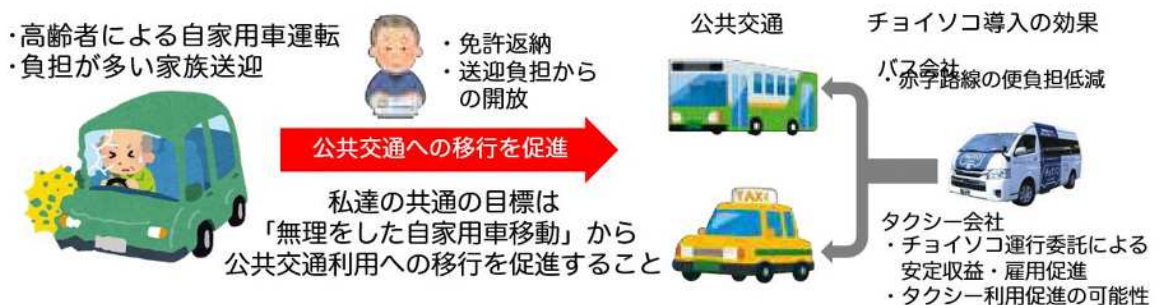 ・高齢者による自家用車運転
・負担が多い家族送迎
・免許返納
・送迎負担から
の開放
公共交通への移行を促進
私達の共通の目標は
「無理をした自家用車移動」から
公共交通利用への移行を促進すること
公共交通
TAXI
チョイソコ導入の効果
バス会社
・赤字路線の便負担低減
タクシー会社
・チョイソコ運行委託による
安定収益・雇用促進
・タクシー利用促進の可能性